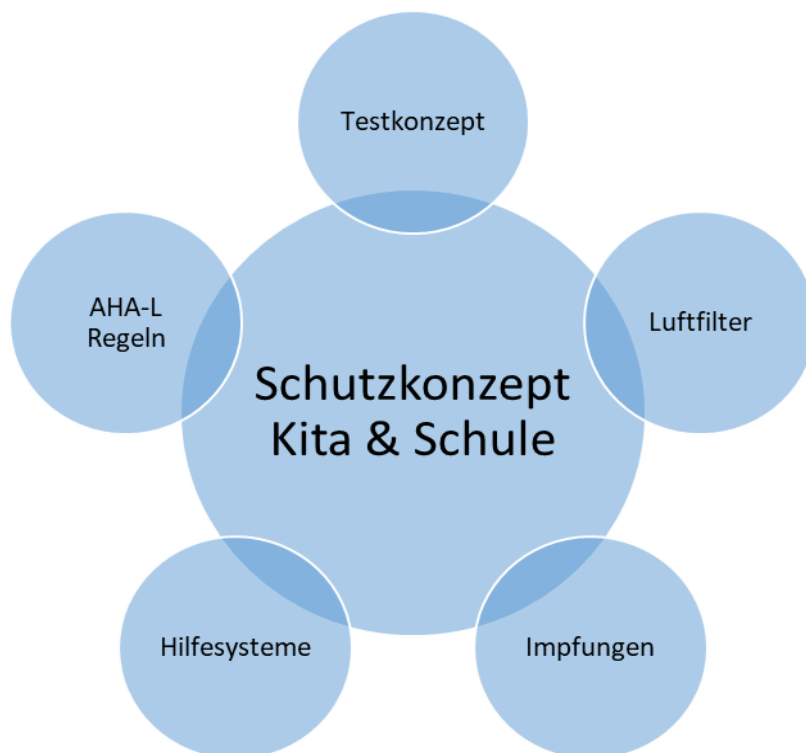 Testkonzept
AHA-L
Regeln
Luftfilter
Schutzkonzept
Kita & Schule
Hilfesysteme
Impfungen